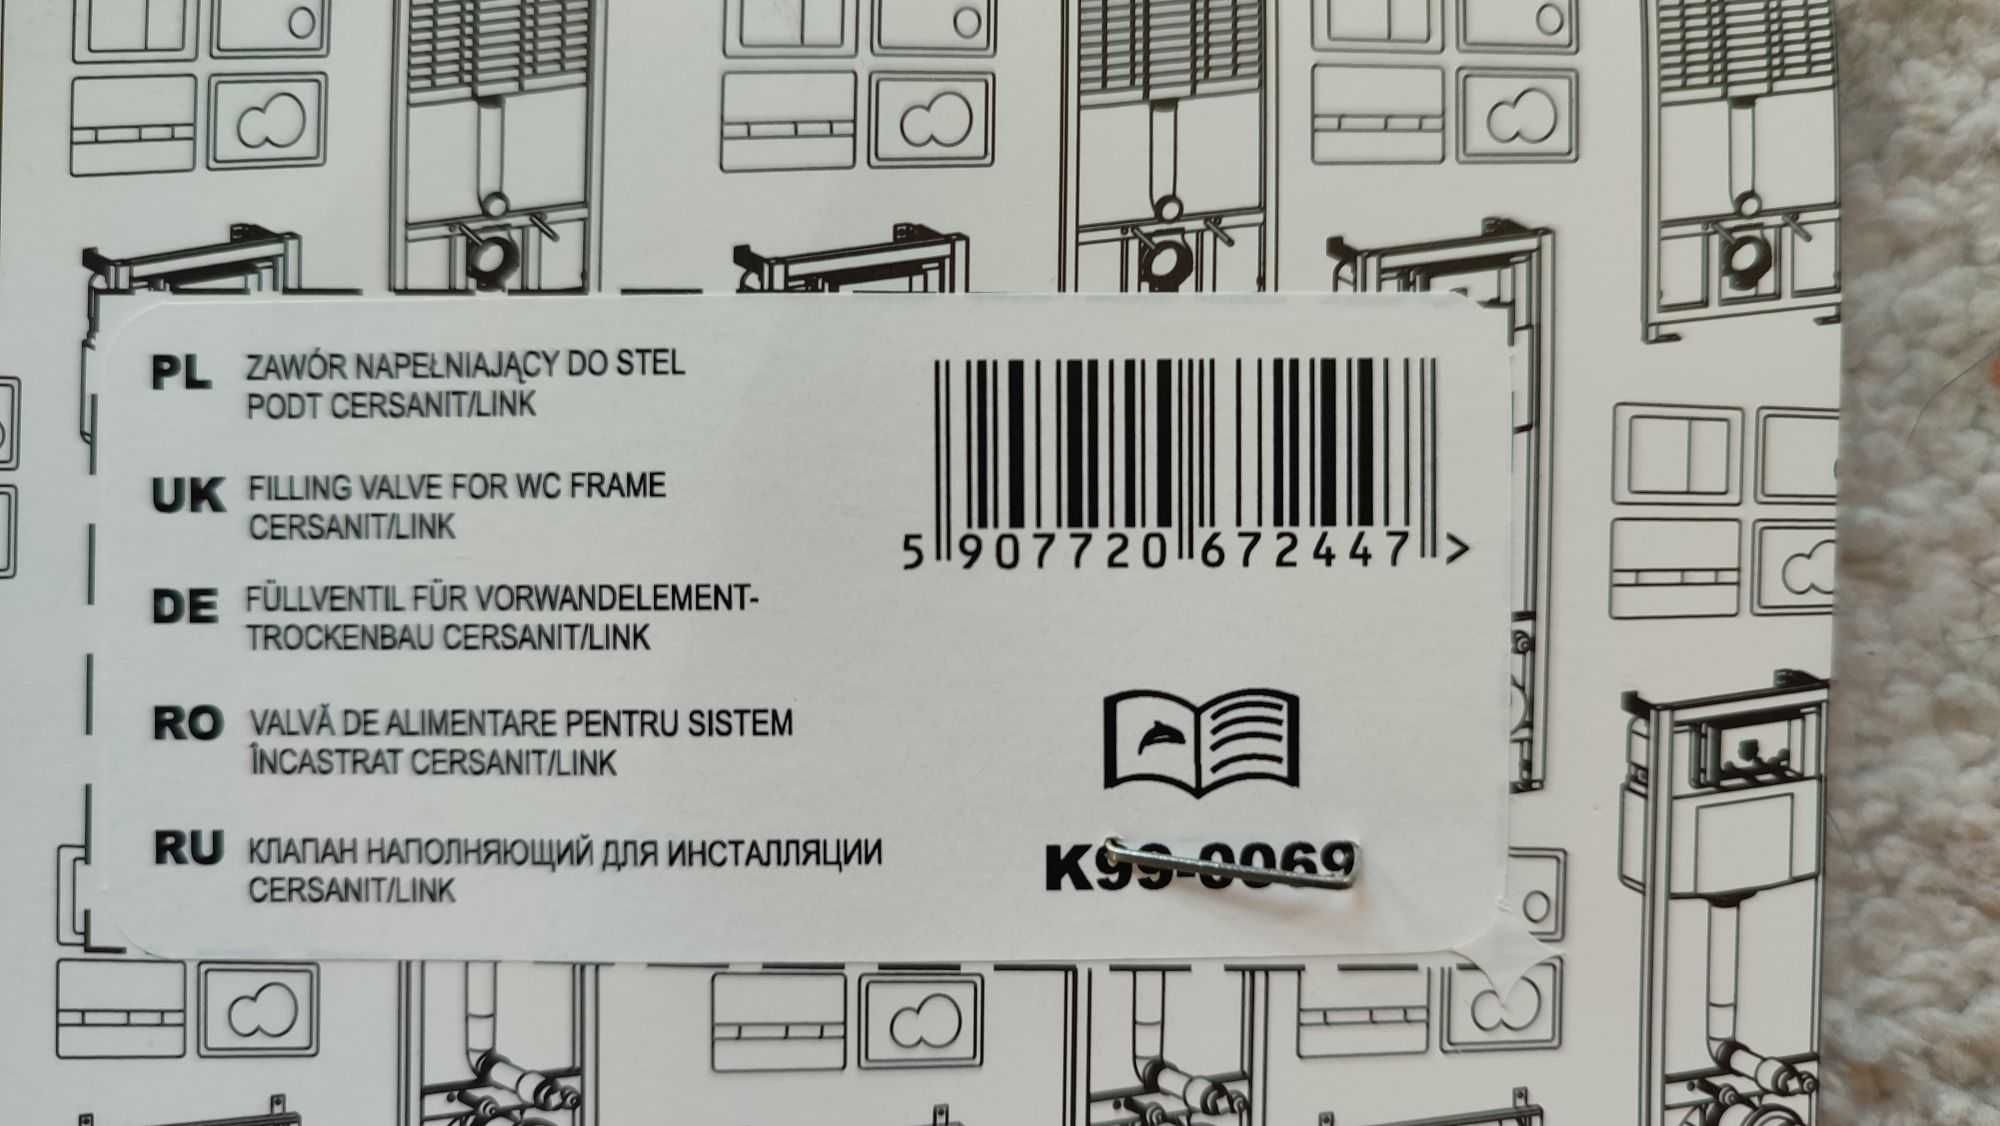 PL ZAWÓR NAPEŁNIAJĄCY DO STEL
PODT CERSANIT/LINK
UK FILLING VALVE FOR WC FRAME
CERSANIT/LINK
DE FÜLLVENTIL FÜR VORWANDELEMENT-
TROCKENBAU CERSANIT/LINK
RO VALVĂ DE ALIMENTARE PENTRU SISTEM
ÎNCASTRAT CERSANIT/LINK
RU КЛАПАН НАПОЛНЯЮЩИЙ ДЛЯ ИНСТАЛЛЯЦИИ
CERSANIT/LINK
5 907720 672447 >
K99-0069